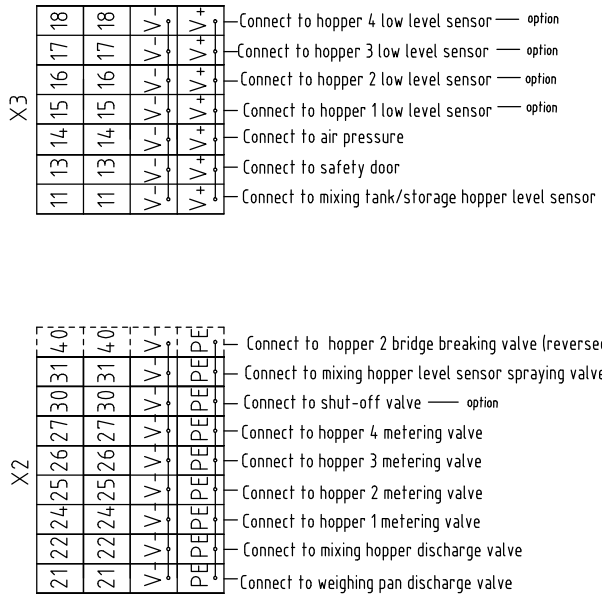 X3
18 18 V- V+ Connect to hopper 4 low level sensor — option
17 17 V- V+ Connect to hopper 3 low level sensor — option
16 16 V- V+ Connect to hopper 2 low level sensor — option
15 15 V- V+ Connect to hopper 1 low level sensor — option
14 14 V- V+ Connect to air pressure
13 13 V- V+ Connect to safety door
11 11 V- V+ Connect to mixing tank/storage hopper level sensor
X2
40 40 V- PE Connect to hopper 2 bridge breaking valve (reserve
31 31 V- PE Connect to mixing hopper level sensor spraying valve
30 30 V- PE Connect to shut-off valve — option
27 27 V- PE Connect to hopper 4 metering valve
26 26 V- PE Connect to hopper 3 metering valve
25 25 V- PE Connect to hopper 2 metering valve
24 24 V- PE Connect to hopper 1 metering valve
22 22 V- PE Connect to mixing hopper discharge valve
21 21 V- PE Connect to weighing pan discharge valve